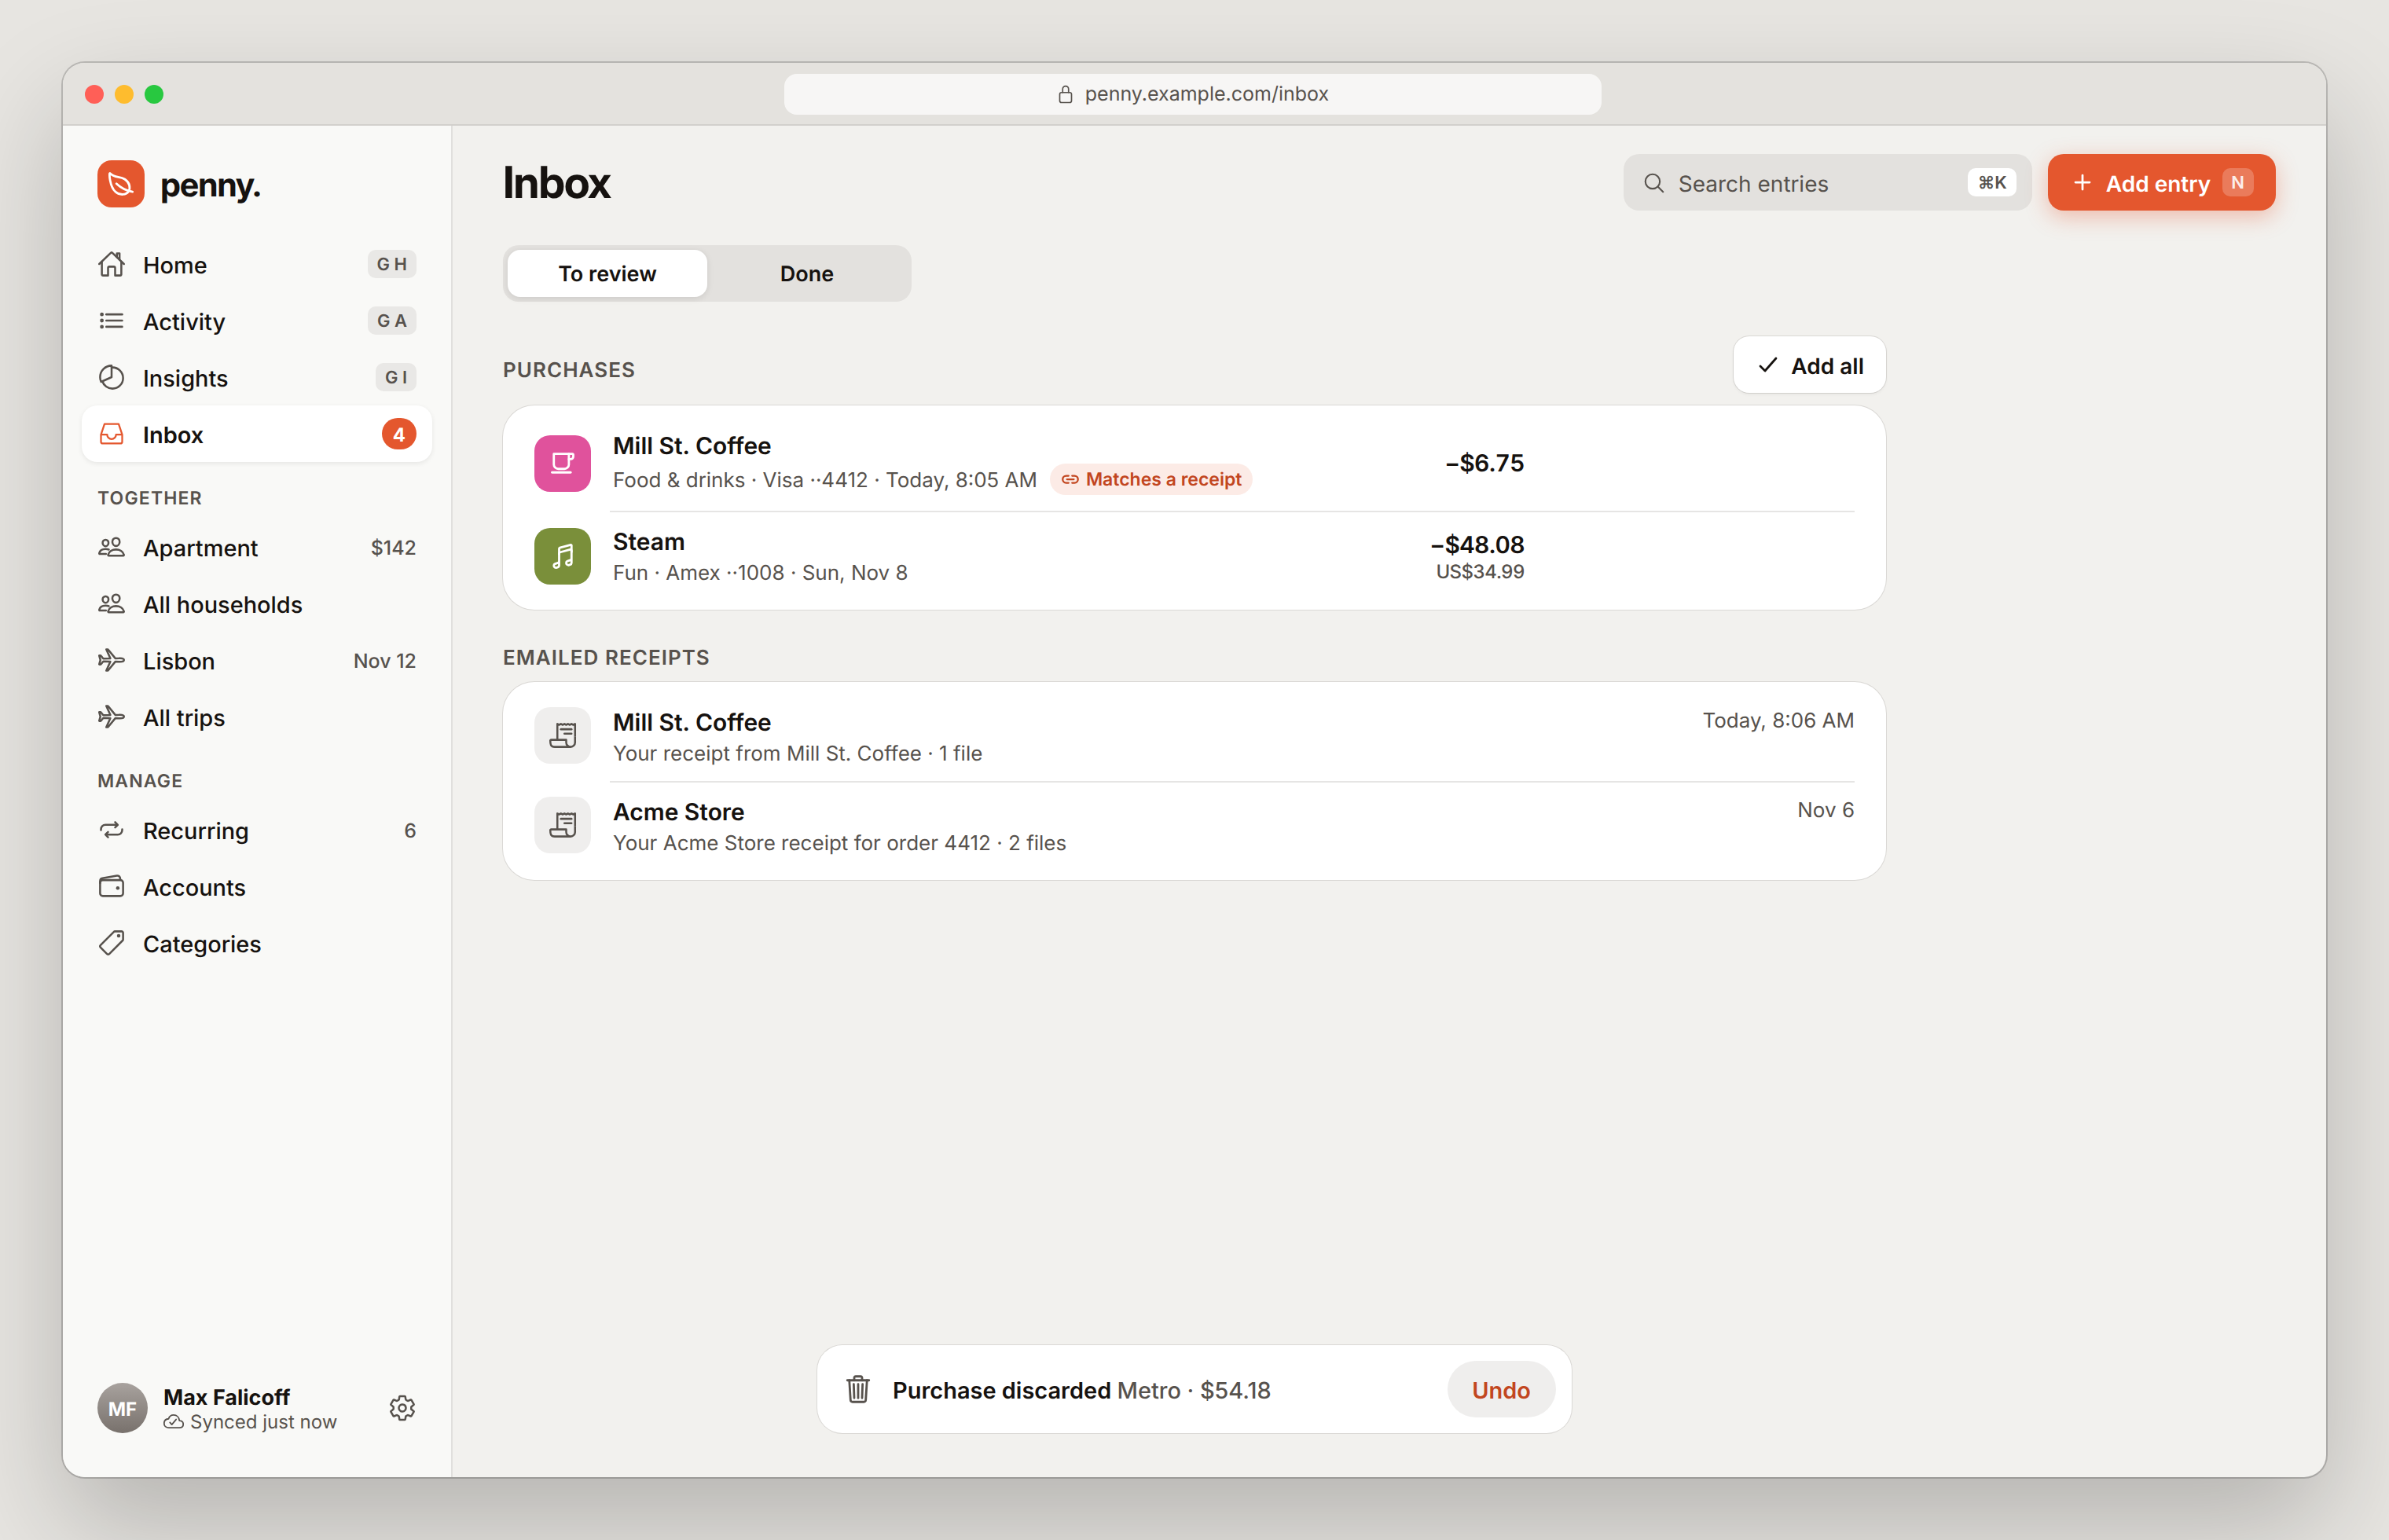 penny.example.com/inbox
penny.
Inbox
Search entries ⌘K
+ Add entry N
Home G H
Activity G A
Insights G I
Inbox 4
TOGETHER
Apartment $142
All households
Lisbon Nov 12
All trips
MANAGE
Recurring 6
Accounts
Categories
MF
Max Falicoff
Synced just now
To review
Done
PURCHASES
Add all
Mill St. Coffee
Food & drinks · Visa ··4412 · Today, 8:05 AM Matches a receipt
−$6.75
Steam
Fun · Amex ··1008 · Sun, Nov 8
−$48.08
US$34.99
EMAILED RECEIPTS
Mill St. Coffee
Your receipt from Mill St. Coffee · 1 file
Today, 8:06 AM
Acme Store
Your Acme Store receipt for order 4412 · 2 files
Nov 6
Purchase discarded Metro · $54.18
Undo